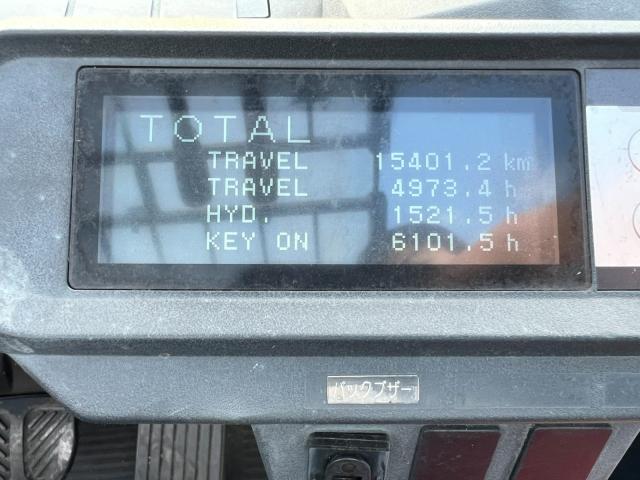 TOTAL
TRAVEL 15401.2 km
TRAVEL 4973.4 h
HYD. 1521.5 h
KEY ON 6101.5 h
バックブザー